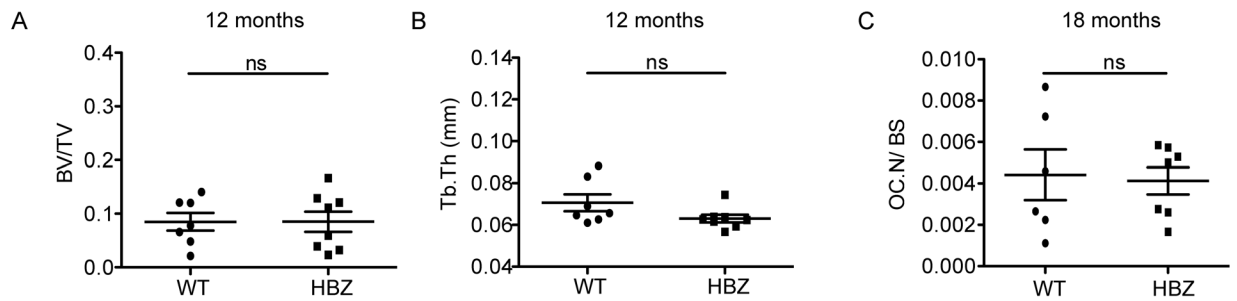 A
12 months
ns
BV/TV
0.4
0.3
0.2
0.1
0.0
WT
HBZ
B
12 months
ns
Tb.Th (mm)
0.14
0.12
0.10
0.08
0.06
0.04
WT
HBZ
C
18 months
ns
OC.N/ BS
0.010
0.008
0.006
0.004
0.002
0.000
WT
HBZ